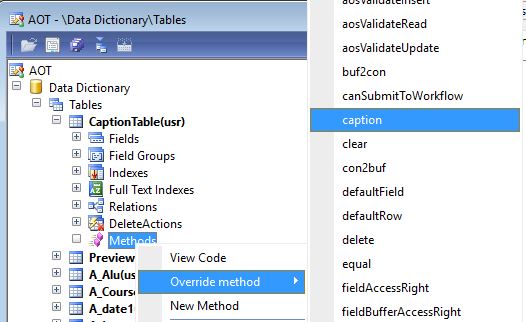 AOT - \Data Dictionary\Tables
AOT
Data Dictionary
Tables
CaptionTable(usr)
Fields
Field Groups
Indexes
Full Text Indexes
Relations
DeleteActions
Methods
Preview
A_Alu(us
A_Cours
A_date1
View Code
Override method
New Method
aosValidateInsert
aosValidateRead
aosValidateUpdate
buf2con
canSubmitToWorkflow
caption
clear
con2buf
defaultField
defaultRow
delete
equal
fieldAccessRight
fieldBufferAccessRight